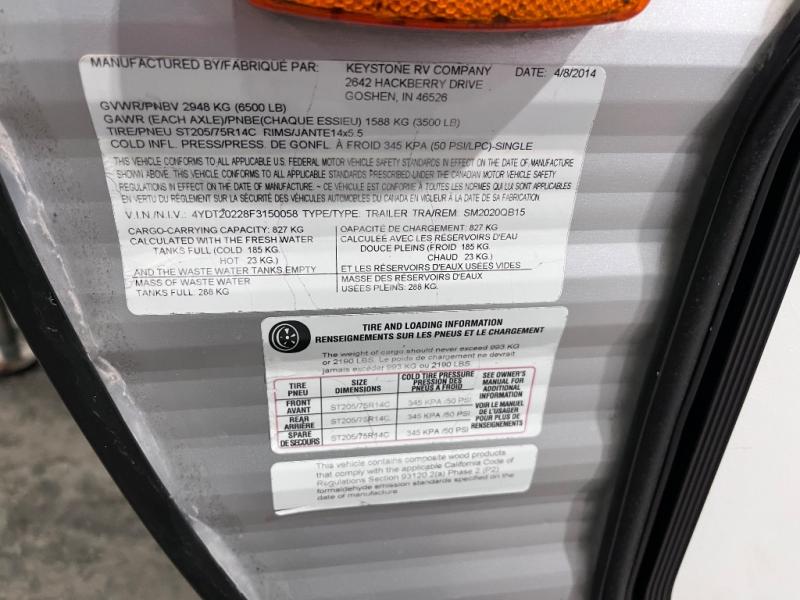 MANUFACTURED BY/FABRIQUÉ PAR: KEYSTONE RV COMPANY DATE: 4/8/2014
2642 HACKBERRY DRIVE
GOSHEN, IN 46526
GVWR/PNBV 2948 KG (6500 LB)
GAWR (EACH AXLE)/PNBE(CHAQUE ESSIEU) 1588 KG (3500 LB)
TIRE/PNEU ST205/75R14C RIMS/JANTE14x5.5
COLD INFL. PRESS/PRESS. DE GONFL. À FROID 345 KPA (50 PSI/LPC)-SINGLE
THIS VEHICLE CONFORMS TO ALL APPLICABLE U.S. FEDERAL MOTOR VEHICLE SAFETY STANDARDS IN EFFECT ON THE DATE OF MANUFACTURE
SHOWN ABOVE. THIS VEHICLE CONFORMS TO ALL APPLICABLE STANDARDS PRESCRIBED UNDER THE CANADIAN MOTOR VEHICLE SAFETY
REGULATIONS IN EFFECT ON THE DATE OF MANUFACTURE. ~ CE VÉHICULE EST CONFORME À TOUTES LES NORMES QUI LUI SONT APPLICABLES
EN VERTU DU RÈGLEMENT SUR LA SÉCURITÉ DES VÉHICULES AUTOMOBILES DU CANADA EN VIGUEUR À LA DATE DE SA FABRICATION
V.I.N/N.I.V.: 4YDT20228F3150058 TYPE/TYPE: TRAILER TRA/REM: SM2020QB15
CARGO-CARRYING CAPACITY: 827 KG
CALCULATED WITH THE FRESH WATER
TANKS FULL (COLD 185 KG.
HOT 23 KG.)
AND THE WASTE WATER TANKS EMPTY
MASS OF WASTE WATER
TANKS FULL: 288 KG.
CAPACITÉ DE CHARGEMENT: 827 KG
CALCULÉE AVEC LES RÉSERVOIRS D'EAU
DOUCE PLEINS (FROID 185 KG.
CHAUD 23 KG.)
ET LES RÉSERVOIRS D'EAUX USÉES VIDES
MASSE DES RÉSERVOIRS D'EAUX
USÉES PLEINS: 288 KG.
TIRE AND LOADING INFORMATION
RENSEIGNEMENTS SUR LES PNEUS ET LE CHARGEMENT
The weight of cargo should never exceed 993 KG
or 2190 LBS. Le poids de chargement ne devrait
jamais excéder 993 KG ou 2190 LBS.
TIRE
PNEU
SIZE
DIMENSIONS
COLD TIRE PRESSURE
PRESSION DES
PNEUS À FROID
FRONT
AVANT
ST205/75R14C 345 KPA /50 PSI
REAR
ARRIÈRE
ST205/75R14C 345 KPA /50 PSI
SPARE
DE SECOURS
ST205/75R14C 345 KPA /50 PSI
SEE OWNER'S
MANUAL FOR
ADDITIONAL
INFORMATION
VOIR LE MANUEL
DE L'USAGER
POUR PLUS DE
RENSEIGNEMENTS
This vehicle contains composite wood products
that comply with the applicable California Code of
Regulations Section 93120.2(a) Phase 2 (P2)
formaldehyde emission standards specified on the
date of manufacture